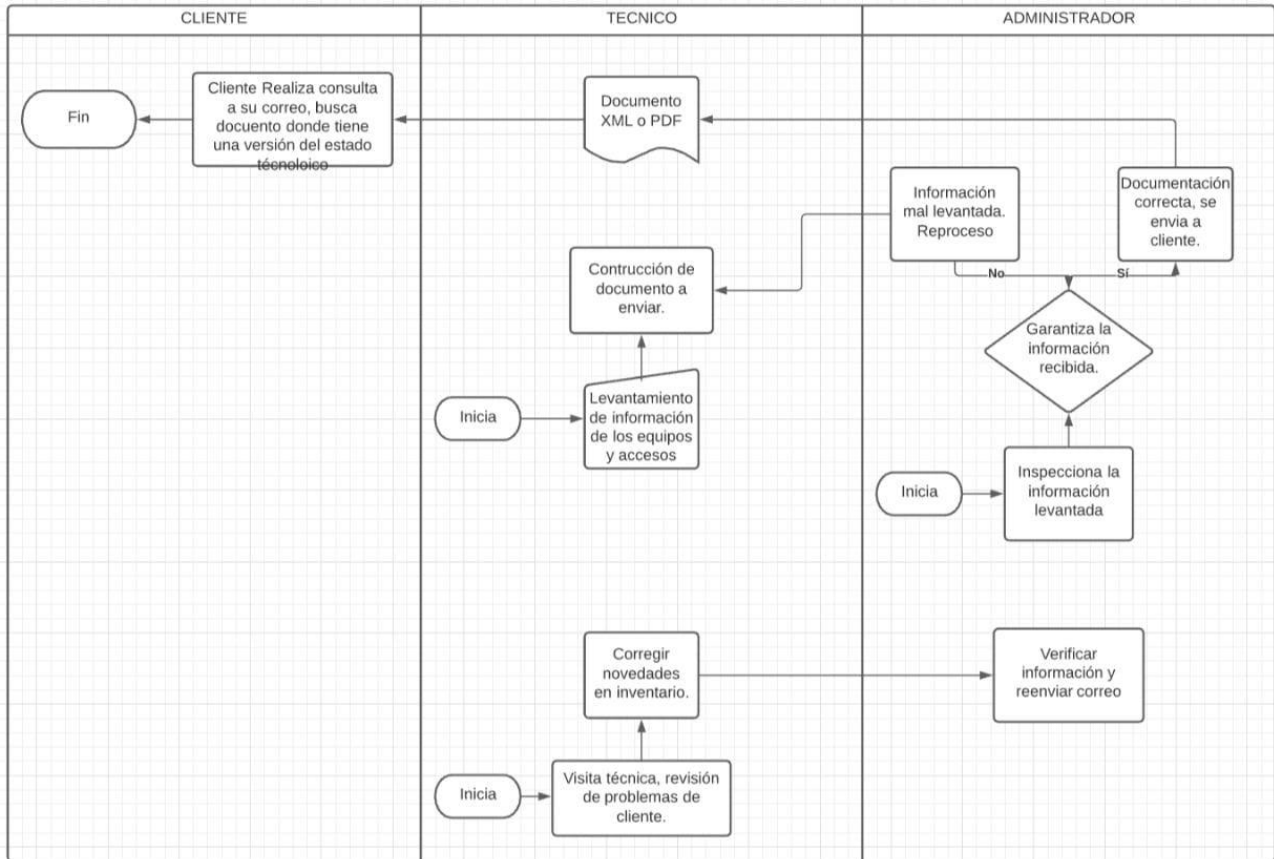 CLIENTE
TECNICO
ADMINISTRADOR
Fin
Cliente Realiza consulta
a su correo, busca
docuento donde tiene
una versión del estado
técnoloico
Documento
XML o PDF
Información
mal levantada.
Reproceso
Documentación
correcta, se
envia a
cliente.
No
Sí
Contrucción de
documento a
enviar.
Garantiza la
información
recibida.
Inicia
Levantamiento
de información
de los equipos
y accesos
Inicia
Inspecciona la
información
levantada
Corregir
novedades
en inventario.
Verificar
información y
reenviar correo
Inicia
Visita técnica, revisión
de problemas de
cliente.